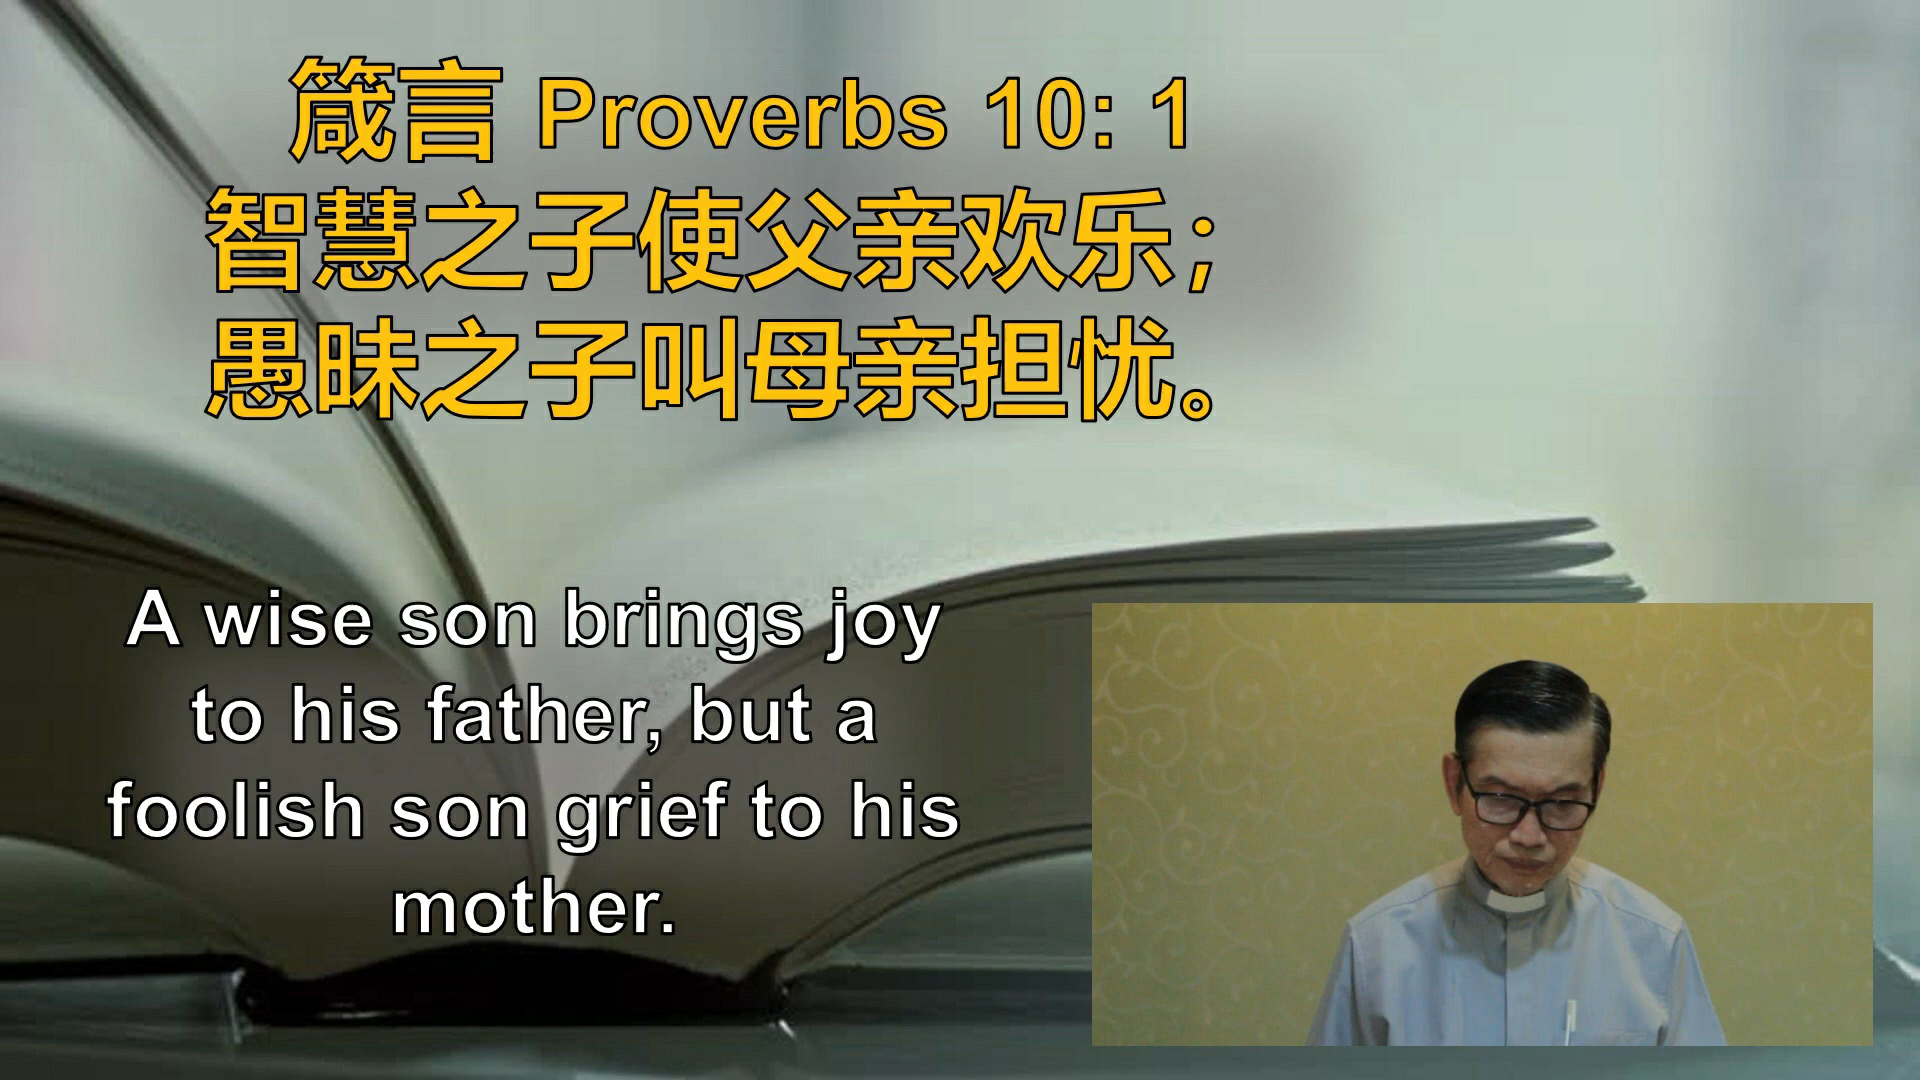 箴言 Proverbs 10: 1
智慧之子使父亲欢乐；
愚昧之子叫母亲担忧。
A wise son brings joy
to his father, but a
foolish son grief to his
mother.